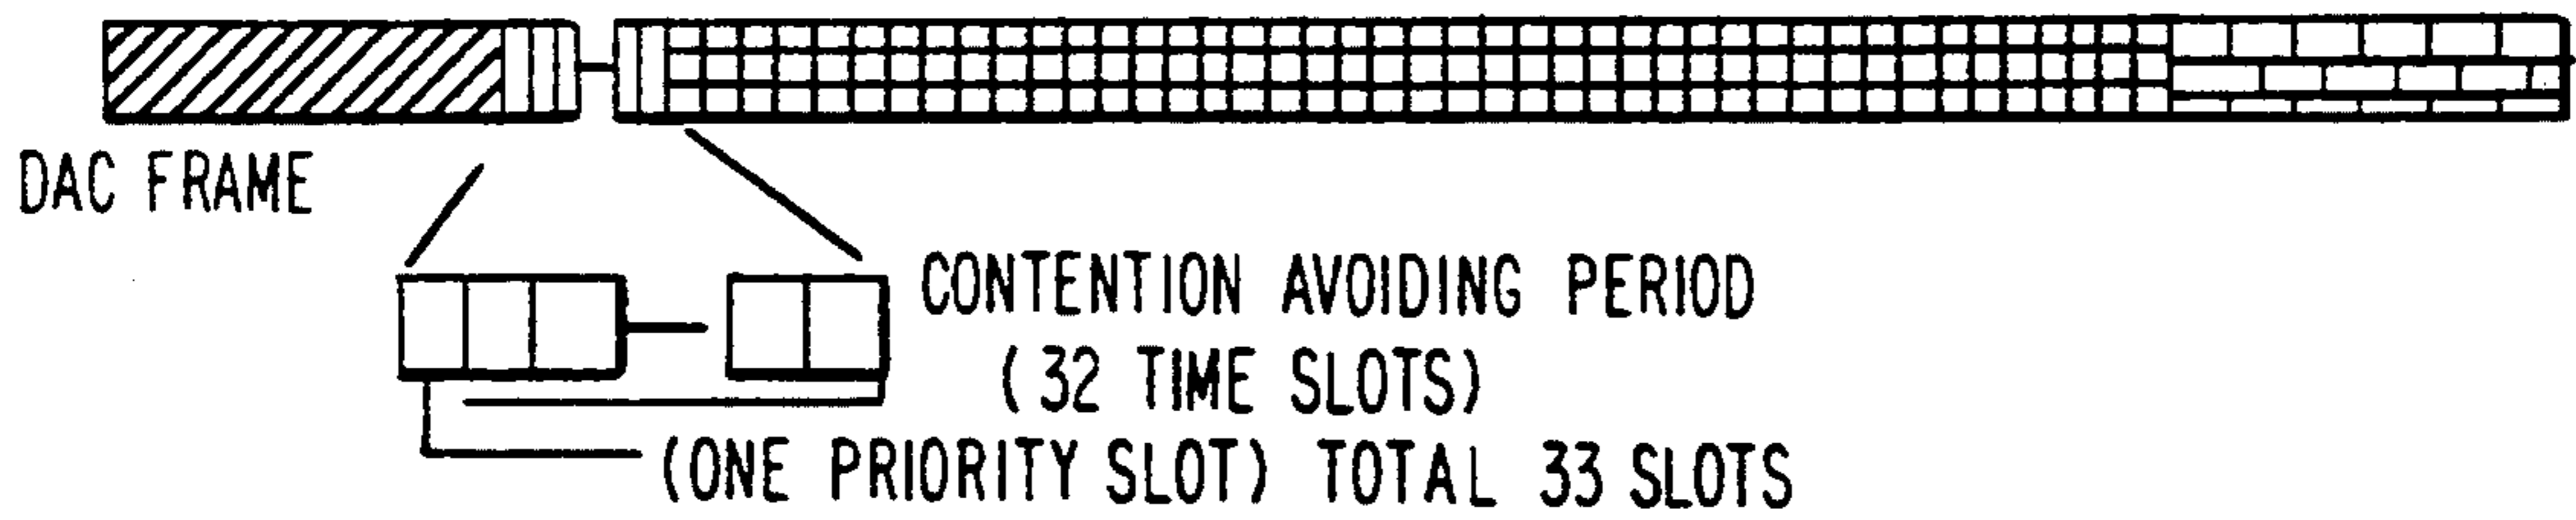 DAC FRAME
CONTENTION AVOIDING PERIOD
(32 TIME SLOTS)
(ONE PRIORITY SLOT) TOTAL 33 SLOTS